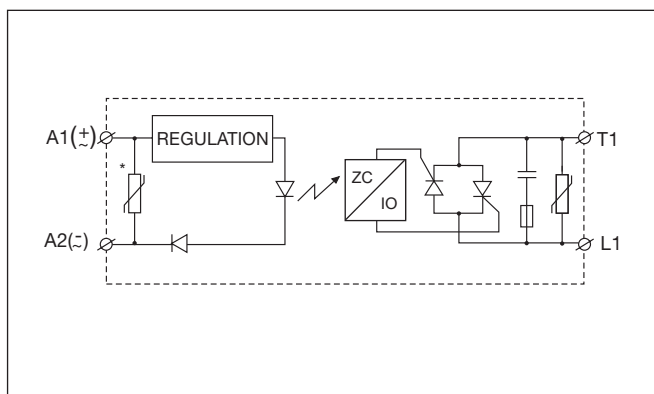 A1(+~)
REGULATION
T1
*
ZC
IO
A2(-~)
L1